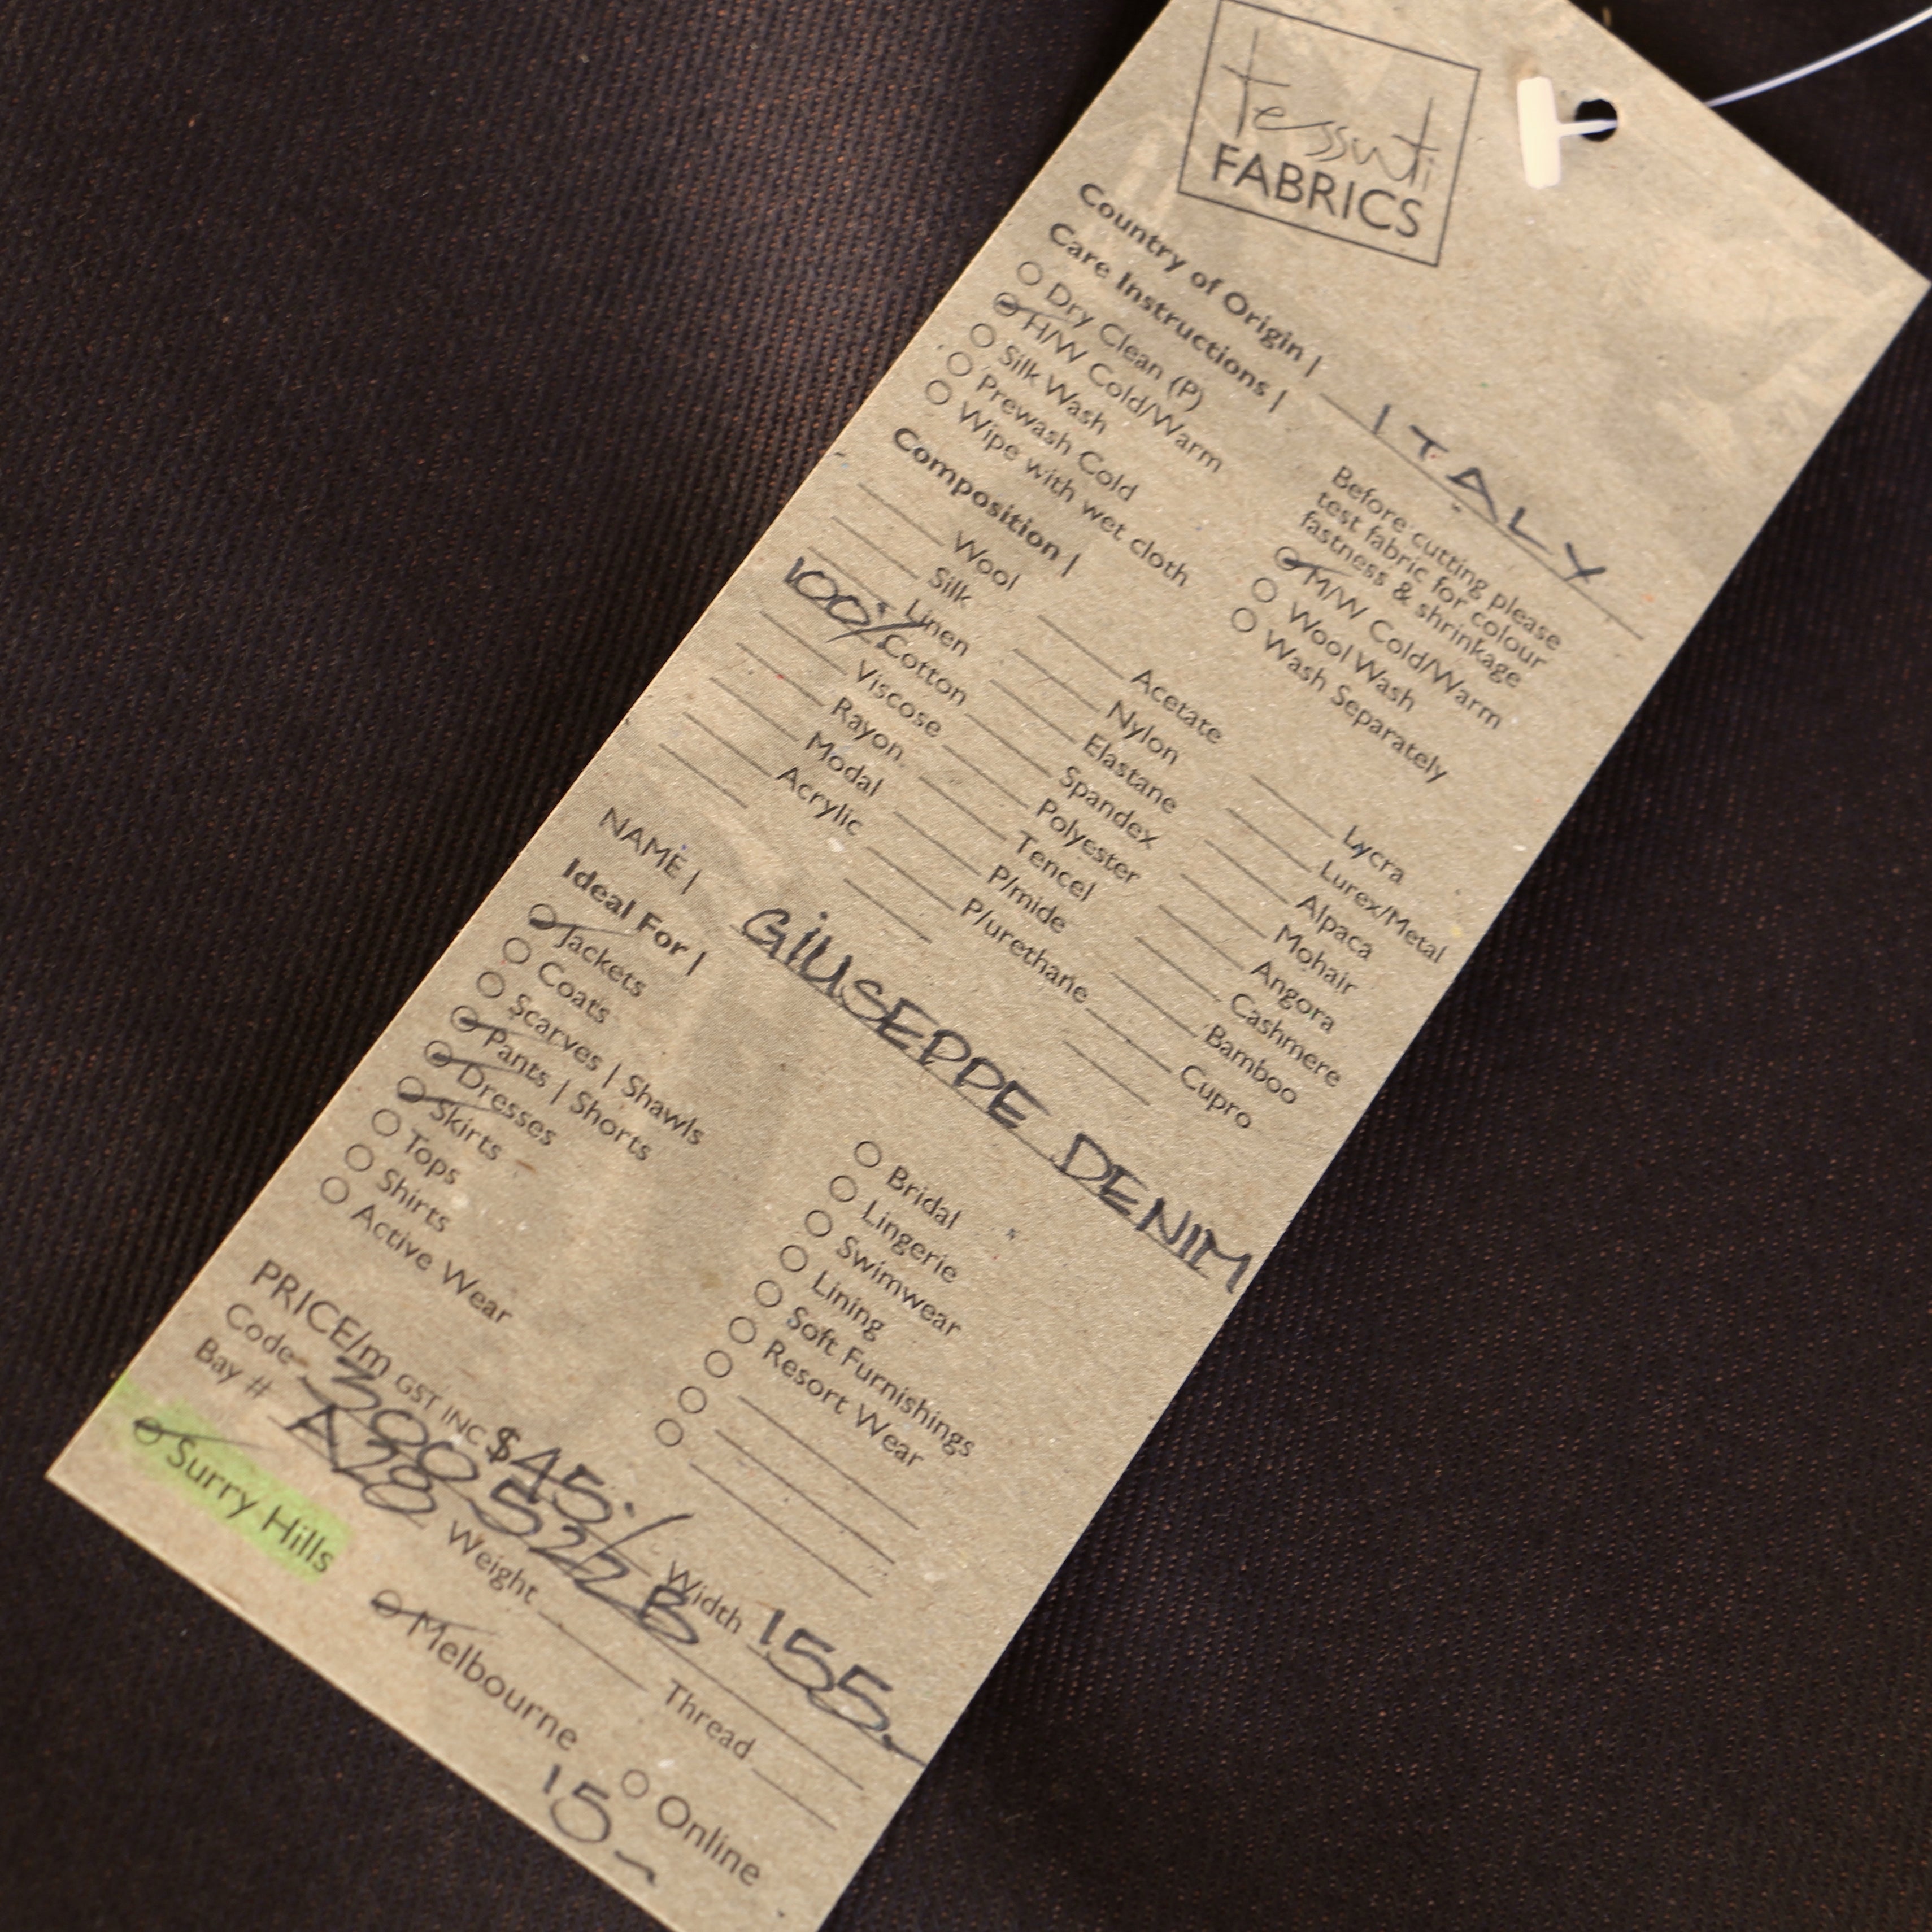 tessuti
FABRICS
Country of Origin | ITALY
Care Instructions |
Before cutting please
test fabric for colour
fastness & shrinkage
Dry Clean (P)
H/W Cold/Warm
Silk Wash
Prewash Cold
Wipe with wet cloth
M/W Cold/Warm
Wool Wash
Wash Separately
Composition |
Wool
Silk
Linen
100% Cotton
Viscose
Rayon
Modal
Acrylic
Acetate
Nylon
Elastane
Spandex
Polyester
Tencel
P/mide
P/urethane
Lycra
Lurex/Metal
Alpaca
Mohair
Angora
Cashmere
Bamboo
Cupro
NAME | GIUSEPPE DENIM
Ideal For |
Jackets
Coats
Scarves | Shawls
Pants | Shorts
Dresses
Skirts
Tops
Shirts
Active Wear
Bridal
Lingerie
Swimwear
Lining
Soft Furnishings
Resort Wear
PRICE/m GST INC $45./ Width 155.
Code 300 522 B
Bay # A28 Weight Thread
Surry Hills Melbourne Online
15